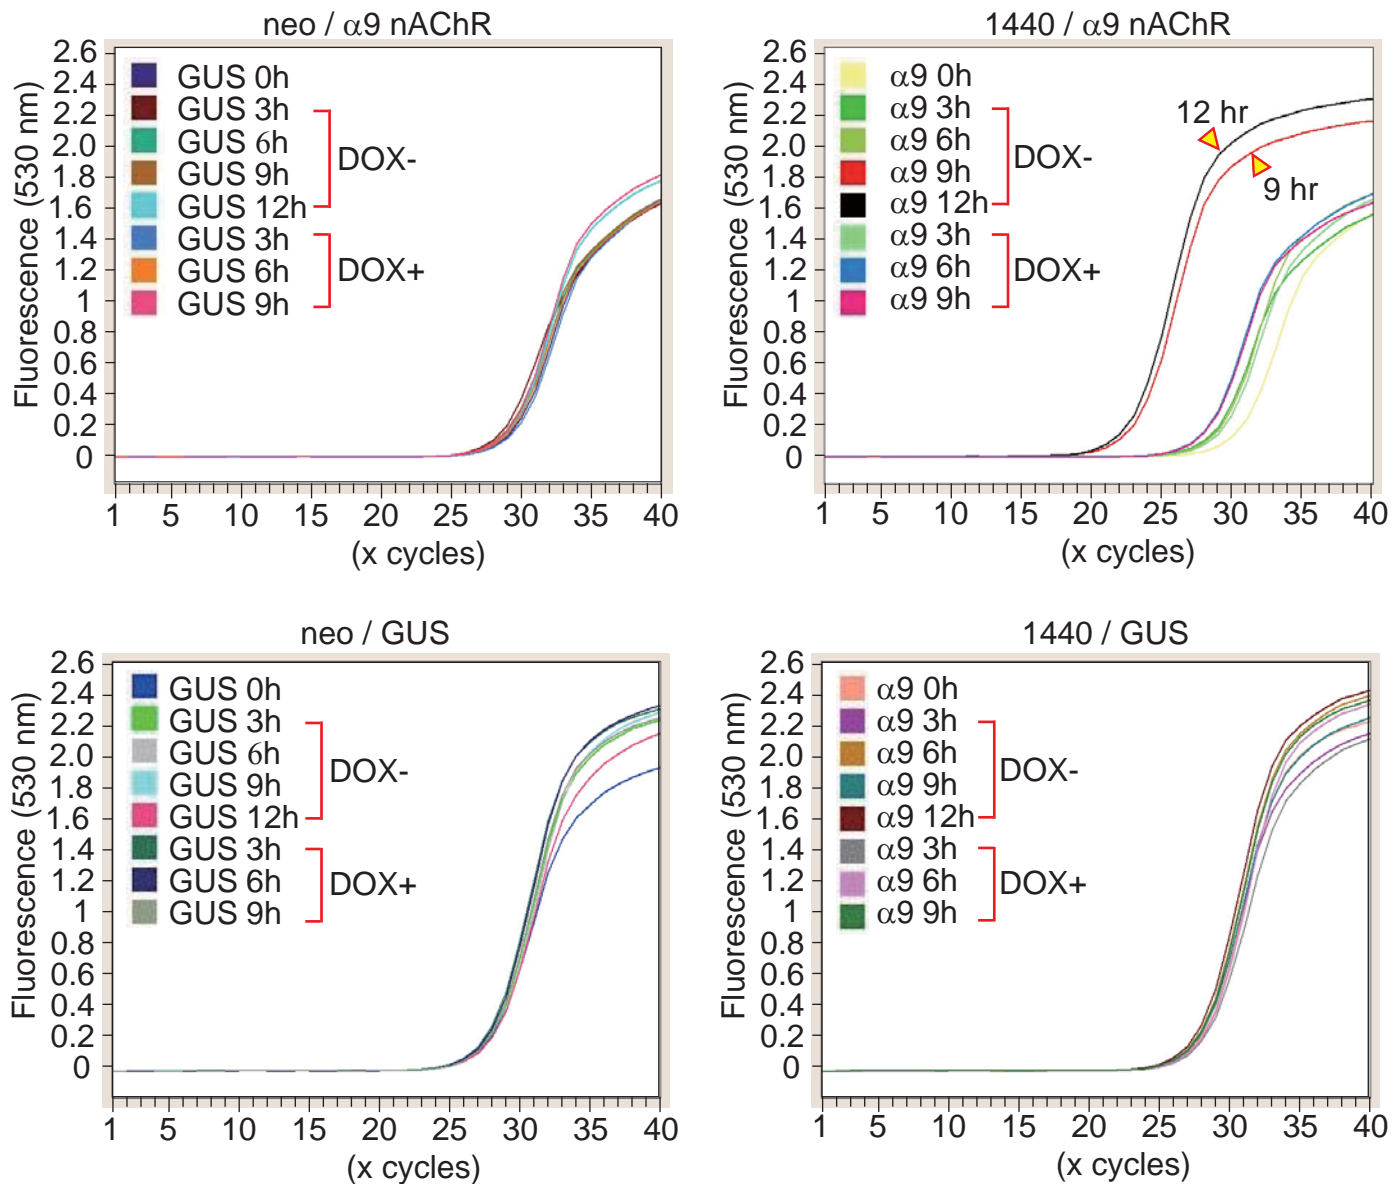 neo / α9 nAChR
Fluorescence (530 nm)
2.6
2.4
2.2
2.0
1.8
1.6
1.4
1.2
1
0.8
0.6
0.4
0.2
0
GUS 0h
GUS 3h
GUS 6h
GUS 9h
GUS 12h
DOX-
GUS 3h
GUS 6h
GUS 9h
DOX+
1 5 10 15 20 25 30 35 40
(x cycles)
1440 / α9 nAChR
Fluorescence (530 nm)
2.6
2.4
2.2
2.0
1.8
1.6
1.4
1.2
1
0.8
0.6
0.4
0.2
0
α9 0h
α9 3h
α9 6h
α9 9h
α9 12h
DOX-
α9 3h
α9 6h
α9 9h
DOX+
12 hr
9 hr
1 5 10 15 20 25 30 35 40
(x cycles)
neo / GUS
Fluorescence (530 nm)
2.6
2.4
2.2
2.0
1.8
1.6
1.4
1.2
1
0.8
0.6
0.4
0.2
0
GUS 0h
GUS 3h
GUS 6h
GUS 9h
GUS 12h
DOX-
GUS 3h
GUS 6h
GUS 9h
DOX+
1 5 10 15 20 25 30 35 40
(x cycles)
1440 / GUS
Fluorescence (530 nm)
2.6
2.4
2.2
2.0
1.8
1.6
1.4
1.2
1
0.8
0.6
0.4
0.2
0
α9 0h
α9 3h
α9 6h
α9 9h
α9 12h
DOX-
α9 3h
α9 6h
α9 9h
DOX+
1 5 10 15 20 25 30 35 40
(x cycles)